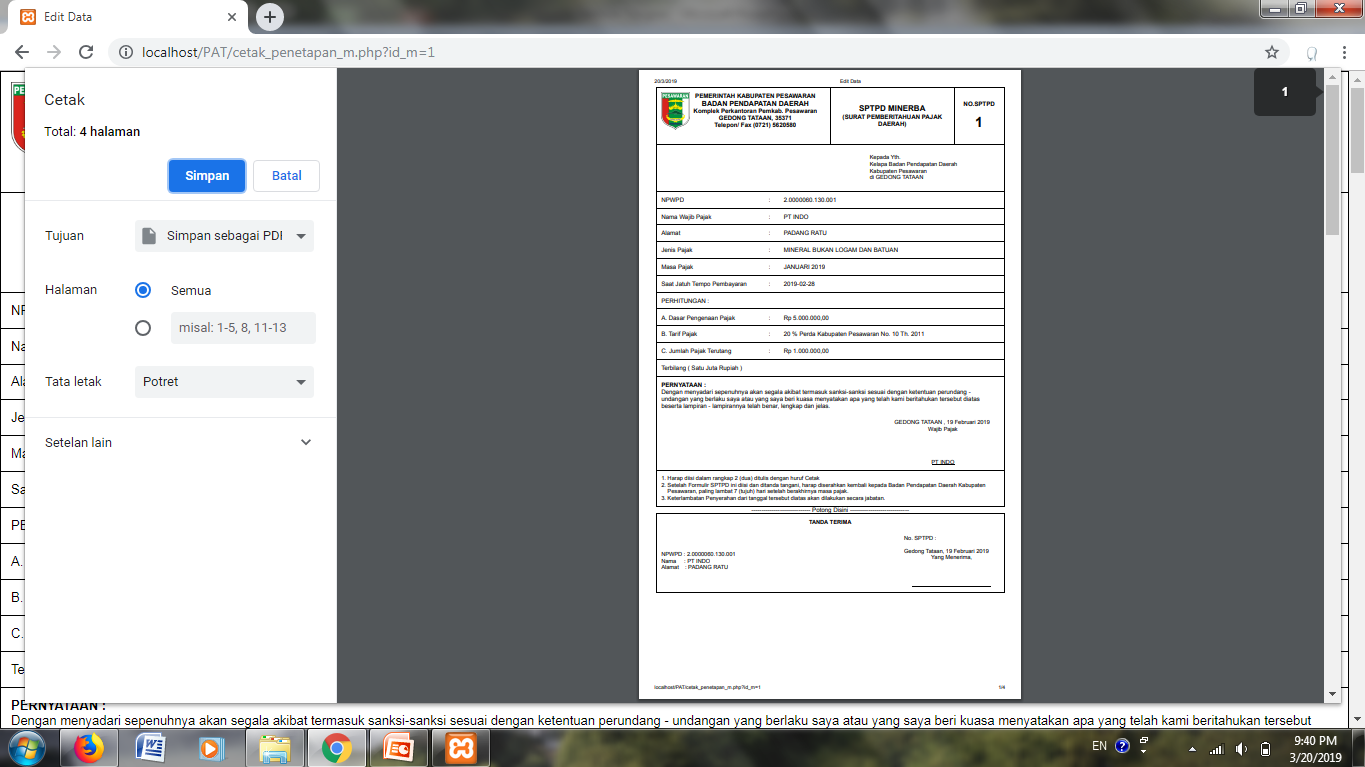 Edit Data
localhost/PAT/cetak_penetapan_m.php?id_m=1
Cetak
Total: 4 halaman
Simpan
Batal
Tujuan
Simpan sebagai PDI
Halaman
Semua
misal: 1-5, 8, 11-13
Tata letak
Potret
Setelan lain
1
20/3/2019
Edit Data
PESAWARAN
PEMERINTAH KABUPATEN PESAWARAN
BADAN PENDAPATAN DAERAH
Komplek Perkantoran Pemkab. Pesawaran
GEDONG TATAAN, 35371
Telepon/ Fax (0721) 5620580
SPTPD MINERBA
(SURAT PEMBERITAHUAN PAJAK
DAERAH)
NO.SPTPD
1
Kepada Yth.
Kelapa Badan Pendapatan Daerah
Kabupaten Pesawaran
di GEDONG TATAAN
NPWPD : 2.0000060.130.001
Nama Wajib Pajak : PT INDO
Alamat : PADANG RATU
Jenis Pajak : MINERAL BUKAN LOGAM DAN BATUAN
Masa Pajak : JANUARI 2019
Saat Jatuh Tempo Pembayaran : 2019-02-28
PERHITUNGAN :
A. Dasar Pengenaan Pajak : Rp 5.000.000,00
B. Tarif Pajak : 20 % Perda Kabupaten Pesawaran No. 10 Th. 2011
C. Jumlah Pajak Terutang : Rp 1.000.000,00
Terbilang ( Satu Juta Rupiah )
PERNYATAAN :
Dengan menyadari sepenuhnya akan segala akibat termasuk sanksi-sanksi sesuai dengan ketentuan perundang -
undangan yang berlaku saya atau yang saya beri kuasa menyatakan apa yang telah kami beritahukan tersebut diatas
beserta lampiran - lampirannya telah benar, lengkap dan jelas.
GEDONG TATAAN , 19 Februari 2019
Wajib Pajak
PT INDO
1. Harap diisi dalam rangkap 2 (dua) ditulis dengan huruf Cetak
2. Setelah Formulir SPTPD ini diisi dan ditanda tangani, harap diserahkan kembali kepada Badan Pendapatan Daerah Kabupaten
Pesawaran, paling lambat 7 (tujuh) hari setelah berakhirnya masa pajak.
3. Keterlambatan Penyerahan dari tanggal tersebut diatas akan dilakukan secara jabatan.
------------------------------ Potong Disini ------------------------------
TANDA TERIMA
No. SPTPD :
Gedong Tataan, 19 Februari 2019
Yang Menerima,
NPWPD : 2.0000060.130.001
Nama : PT INDO
Alamat : PADANG RATU
localhost/PAT/cetak_penetapan_m.php?id_m=1
1/4
PE
NF
Na
Ala
Je
Ma
Sa
PE
A.
B.
C.
Te
PERNYATAAN :
Dengan menyadari sepenuhnya akan segala akibat termasuk sanksi-sanksi sesuai dengan ketentuan perundang - undangan yang berlaku saya atau yang saya beri kuasa menyatakan apa yang telah kami beritahukan tersebut
EN
9:40 PM
3/20/2019